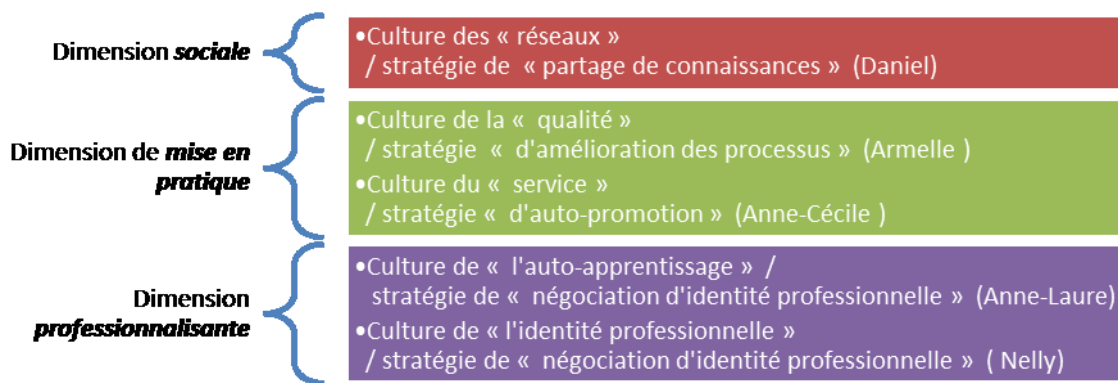 Dimension sociale
•Culture des « réseaux »
/ stratégie de « partage de connaissances » (Daniel)
Dimension de mise en
pratique
•Culture de la « qualité »
/ stratégie « d'amélioration des processus » (Armelle )
•Culture du « service »
/ stratégie « d'auto-promotion » (Anne-Cécile )
Dimension
professionnalisante
•Culture de « l'auto-apprentissage » /
stratégie de « négociation d'identité professionnelle » (Anne-Laure)
•Culture de « l'identité professionnelle »
/ stratégie de « négociation d'identité professionnelle » ( Nelly)